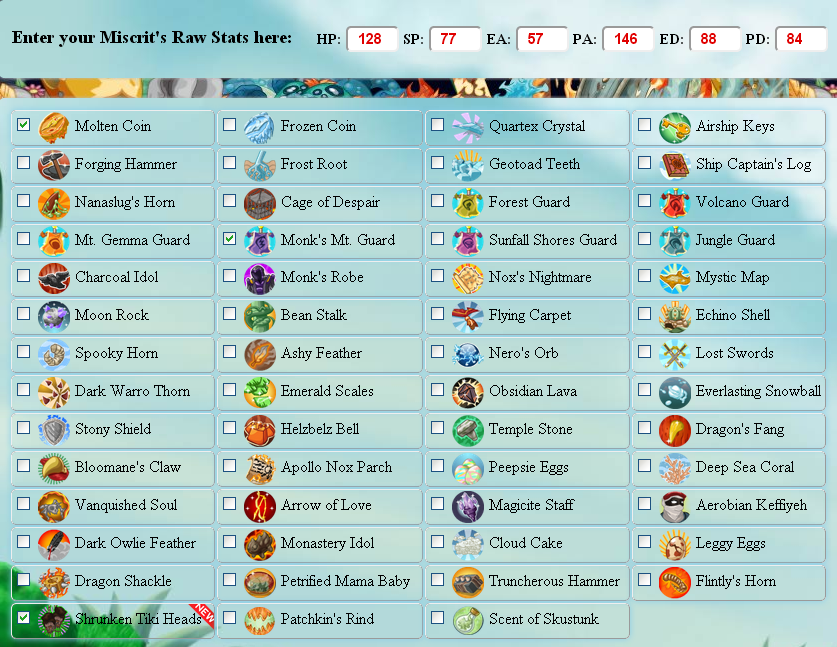 Enter your Miscrit's Raw Stats here: HP: 128 SP: 77 EA: 57 PA: 146 ED: 88 PD: 84
Molten Coin Frozen Coin Quartex Crystal Airship Keys
Forging Hammer Frost Root Geotoad Teeth Ship Captain's Log
Nanaslug's Horn Cage of Despair Forest Guard Volcano Guard
Mt. Gemma Guard Monk's Mt. Guard Sunfall Shores Guard Jungle Guard
Charcoal Idol Monk's Robe Nox's Nightmare Mystic Map
Moon Rock Bean Stalk Flying Carpet Echino Shell
Spooky Horn Ashy Feather Nero's Orb Lost Swords
Dark Warro Thorn Emerald Scales Obsidian Lava Everlasting Snowball
Stony Shield Helzbelz Bell Temple Stone Dragon's Fang
Bloomane's Claw Apollo Nox Parch Peepsie Eggs Deep Sea Coral
Vanquished Soul Arrow of Love Magicite Staff Aerobian Keffiyeh
Dark Owlie Feather Monastery Idol Cloud Cake Leggy Eggs
Dragon Shackle Petrified Mama Baby Truncherous Hammer Flintly's Horn
Shrunken Tiki Heads NEW Patchkin's Rind Scent of Skustunk